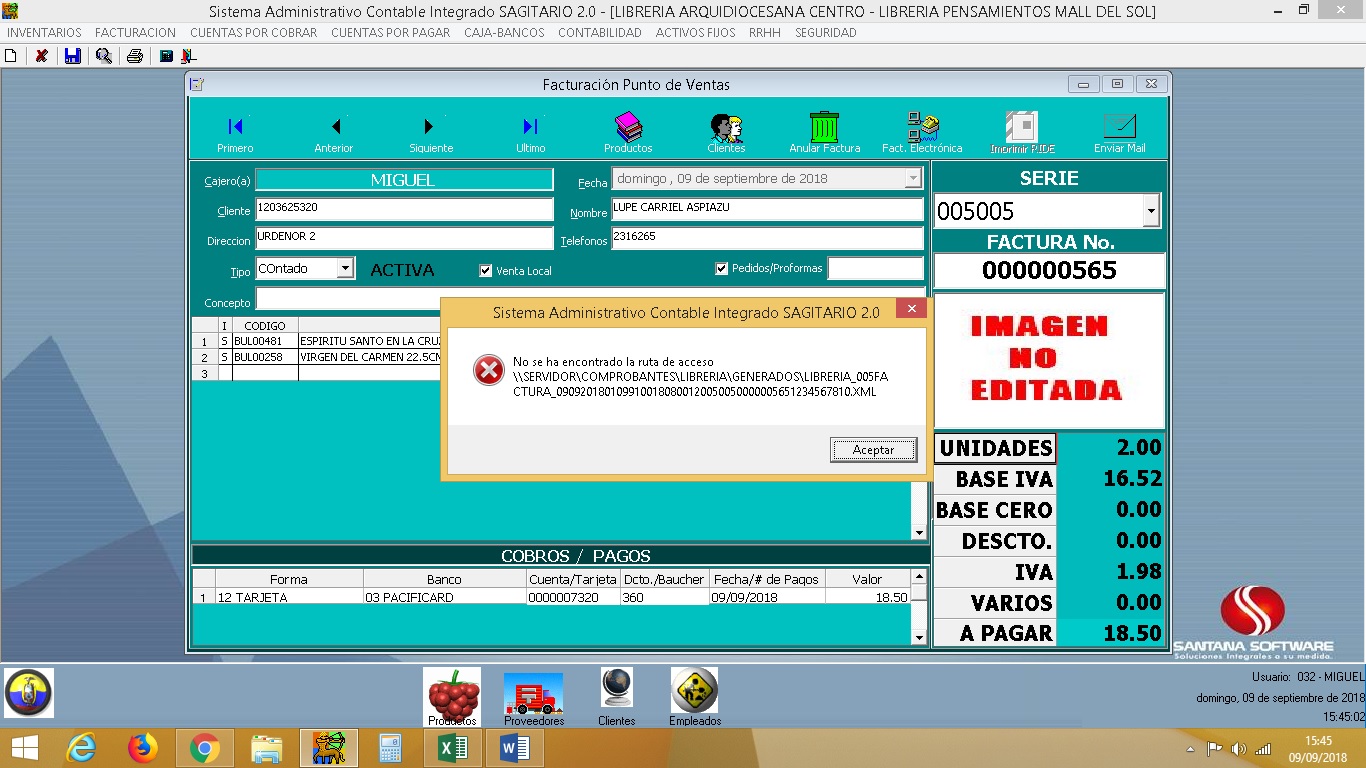 Sistema Administrativo Contable Integrado SAGITARIO 2.0 - [LIBRERIA ARQUIDIOCESANA CENTRO - LIBRERIA PENSAMIENTOS MALL DEL SOL]
INVENTARIOS FACTURACION CUENTAS POR COBRAR CUENTAS POR PAGAR CAJA-BANCOS CONTABILIDAD ACTIVOS FIJOS RRHH SEGURIDAD
Facturación Punto de Ventas
Primero Anterior Siquiente Ultimo Productos Clientes Anular Factura Fact. Electrónica Imprimir RIDE Enviar Mail
Cajero(a) MIGUEL Fecha domingo , 09 de septiembre de 2018
Cliente 1203625320 Nombre LUPE CARRIEL ASPIAZU
Direccion URDENOR 2 Telefonos 2316265
Tipo COntado ACTIVA Venta Local Pedidos/Proformas
Concepto
SERIE
005005
FACTURA No.
000000565
IMAGEN
NO
EDITADA
I CODIGO
1 S BUL00481 ESPIRITU SANTO EN LA CRU
2 S BUL00258 VIRGEN DEL CARMEN 22.5CM
3
Sistema Administrativo Contable Integrado SAGITARIO 2.0
No se ha encontrado la ruta de acceso
\\SERVIDOR\COMPROBANTES\LIBRERIA\GENERADOS\LIBRERIA_005FA
CTURA_0909201801099100180800120050050000005651234567810.XML
Aceptar
UNIDADES 2.00
BASE IVA 16.52
BASE CERO 0.00
DESCTO. 0.00
IVA 1.98
VARIOS 0.00
A PAGAR 18.50
COBROS / PAGOS
Forma Banco Cuenta/Tarjeta Dcto./Baucher Fecha/# de Pagos Valor
1 12 TARJETA 03 PACIFICARD 0000007320 360 09/09/2018 18.50
SANTANA SOFTWARE
Soluciones Integrales a su medida.
Productos Proveedores Clientes Empleados
Usuario: 032 - MIGUEL
domingo, 09 de septiembre de 2018
15:45:02
15:45
09/09/2018